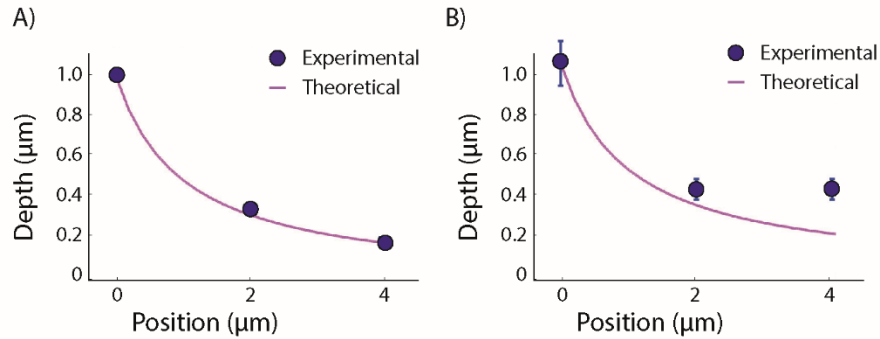 A)
Experimental
Theoretical
Depth (μm)
1.0
0.8
0.6
0.4
0.2
0
0 2 4
Position (μm)
B)
Experimental
Theoretical
Depth (μm)
1.0
0.8
0.6
0.4
0.2
0
0 2 4
Position (μm)